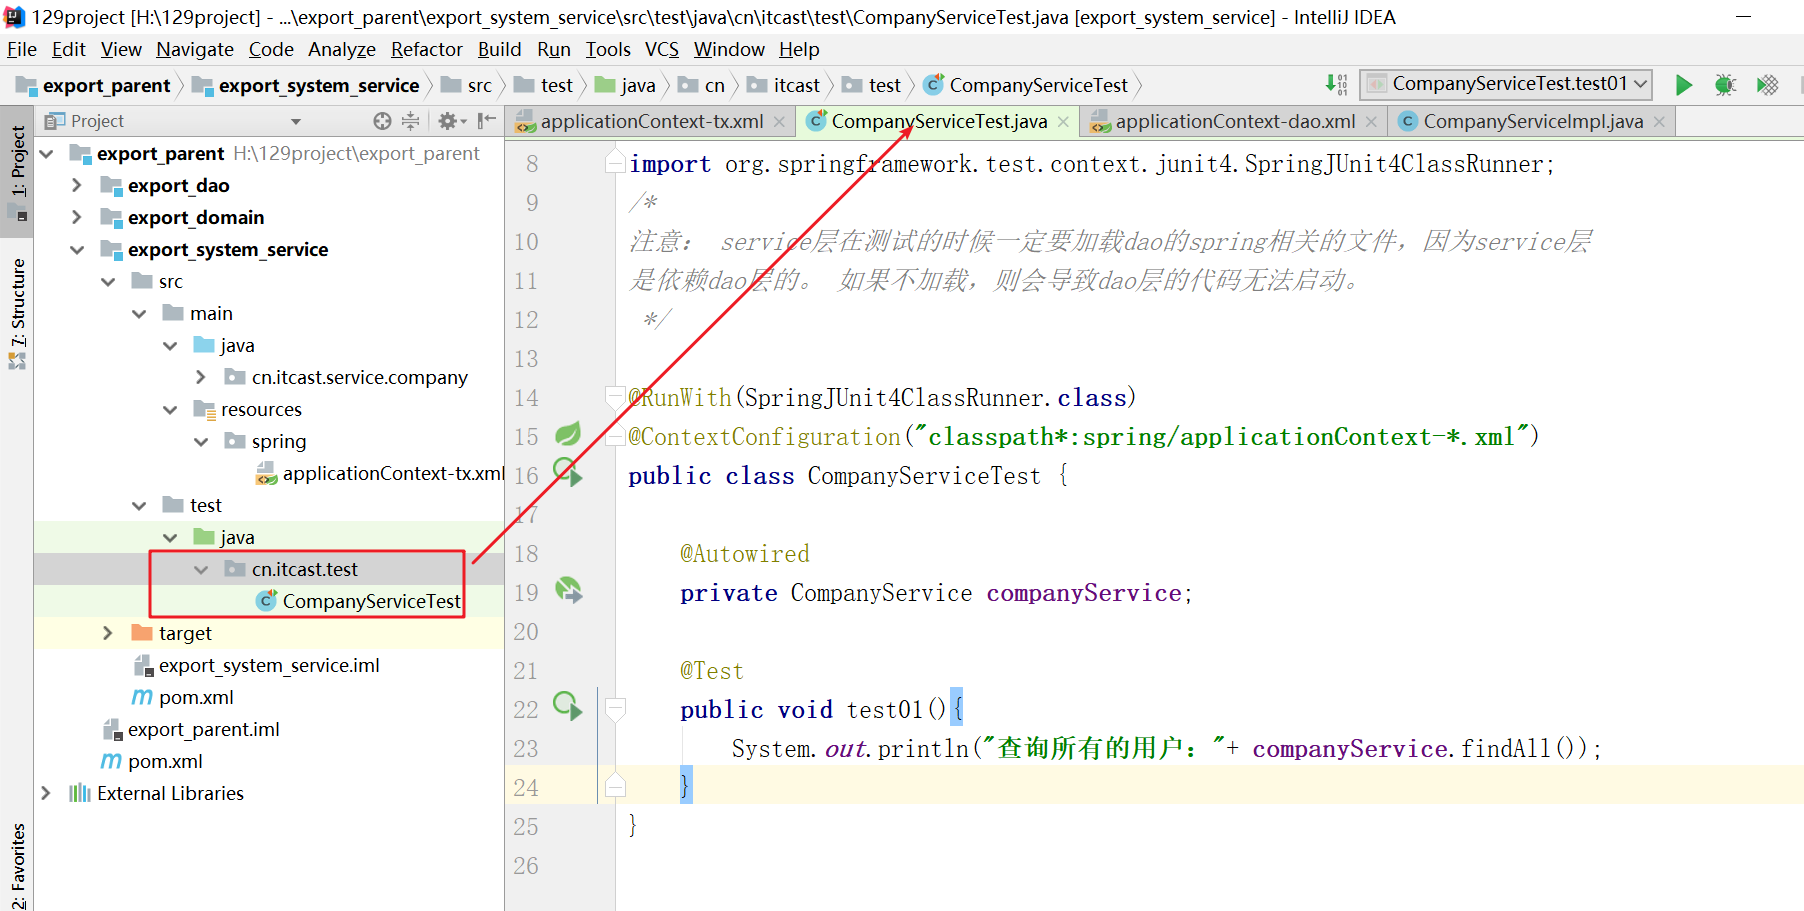 129project [H:\129project] - ...\export_parent\export_system_service\src\test\java\cn\itcast\test\CompanyServiceTest.java [export_system_service] - IntelliJ IDEA
File Edit View Navigate Code Analyze Refactor Build Run Tools VCS Window Help
export_parent export_system_service src test java cn itcast test CompanyServiceTest CompanyServiceTest.test01
Project
applicationContext-tx.xml CompanyServiceTest.java applicationContext-dao.xml CompanyServiceImpl.java
1: Project
7: Structure
2: Favorites
export_parent H:\129project\export_parent
export_dao
export_domain
export_system_service
src
main
java
cn.itcast.service.company
resources
spring
applicationContext-tx.xml
test
java
cn.itcast.test
CompanyServiceTest
target
export_system_service.iml
pom.xml
export_parent.iml
pom.xml
External Libraries
8 import org.springframework.test.context.junit4.SpringJUnit4ClassRunner;
9 /*
10 注意： service层在测试的时候一定要加载dao的spring相关的文件，因为service层
11 是依赖dao层的。 如果不加载，则会导致dao层的代码无法启动。
12 */
13
14 @RunWith(SpringJUnit4ClassRunner.class)
15 @ContextConfiguration("classpath*:spring/applicationContext-*.xml")
16 public class CompanyServiceTest {
17
18 @Autowired
19 private CompanyService companyService;
20
21 @Test
22 public void test01(){
23 System.out.println("查询所有的用户："+ companyService.findAll());
24 }
25 }
26